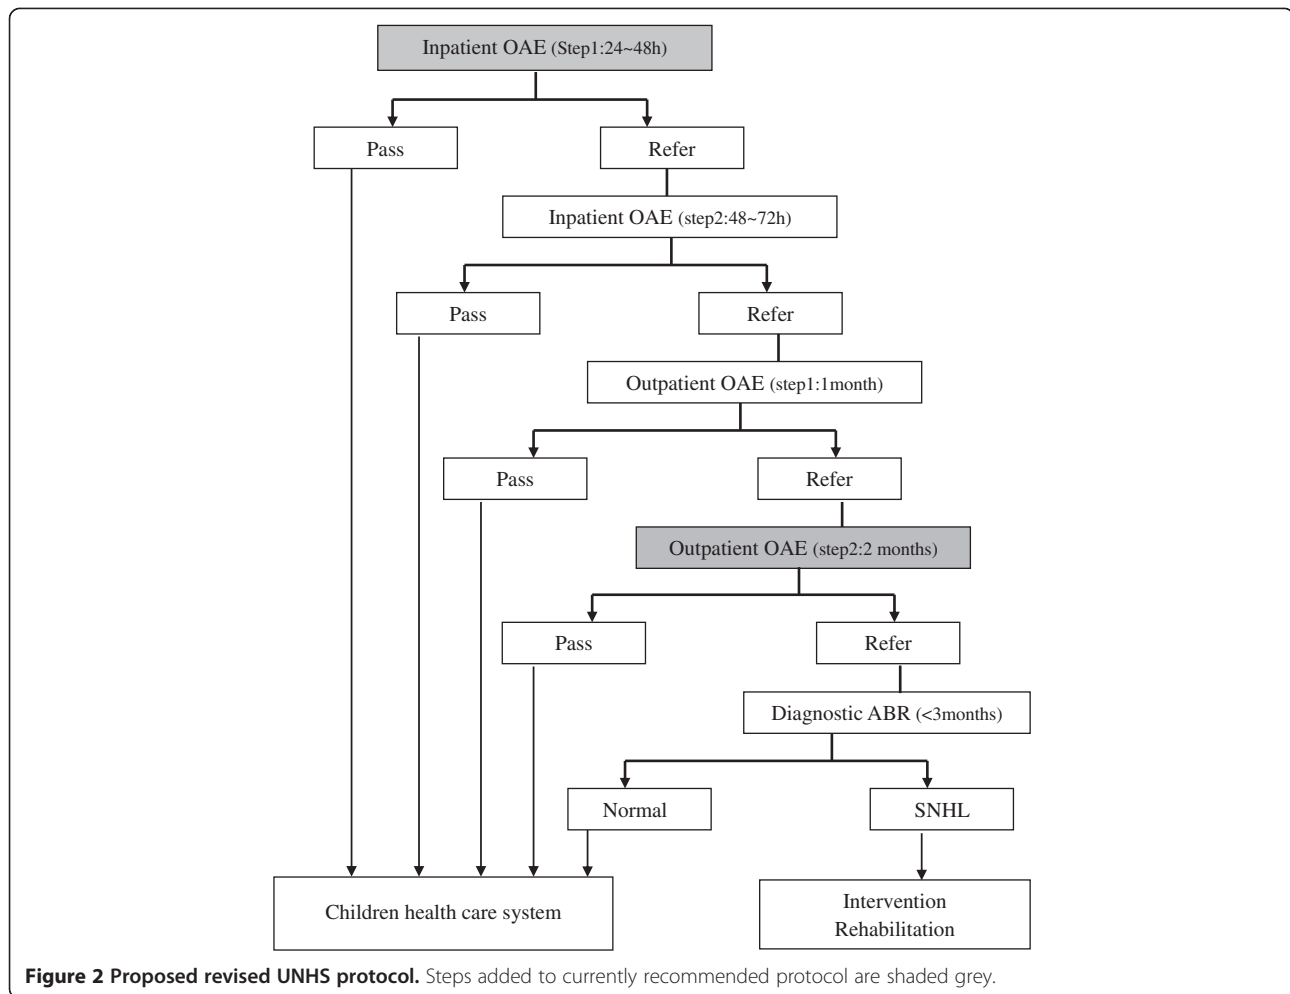 Inpatient OAE (Step1:24~48h)
Pass
Refer
Inpatient OAE (step2:48~72h)
Pass
Refer
Outpatient OAE (step1:1month)
Pass
Refer
Outpatient OAE (step2:2 months)
Pass
Refer
Diagnostic ABR (<3months)
Normal
SNHL
Children health care system
Intervention
Rehabilitation
Figure 2 Proposed revised UNHS protocol. Steps added to currently recommended protocol are shaded grey.